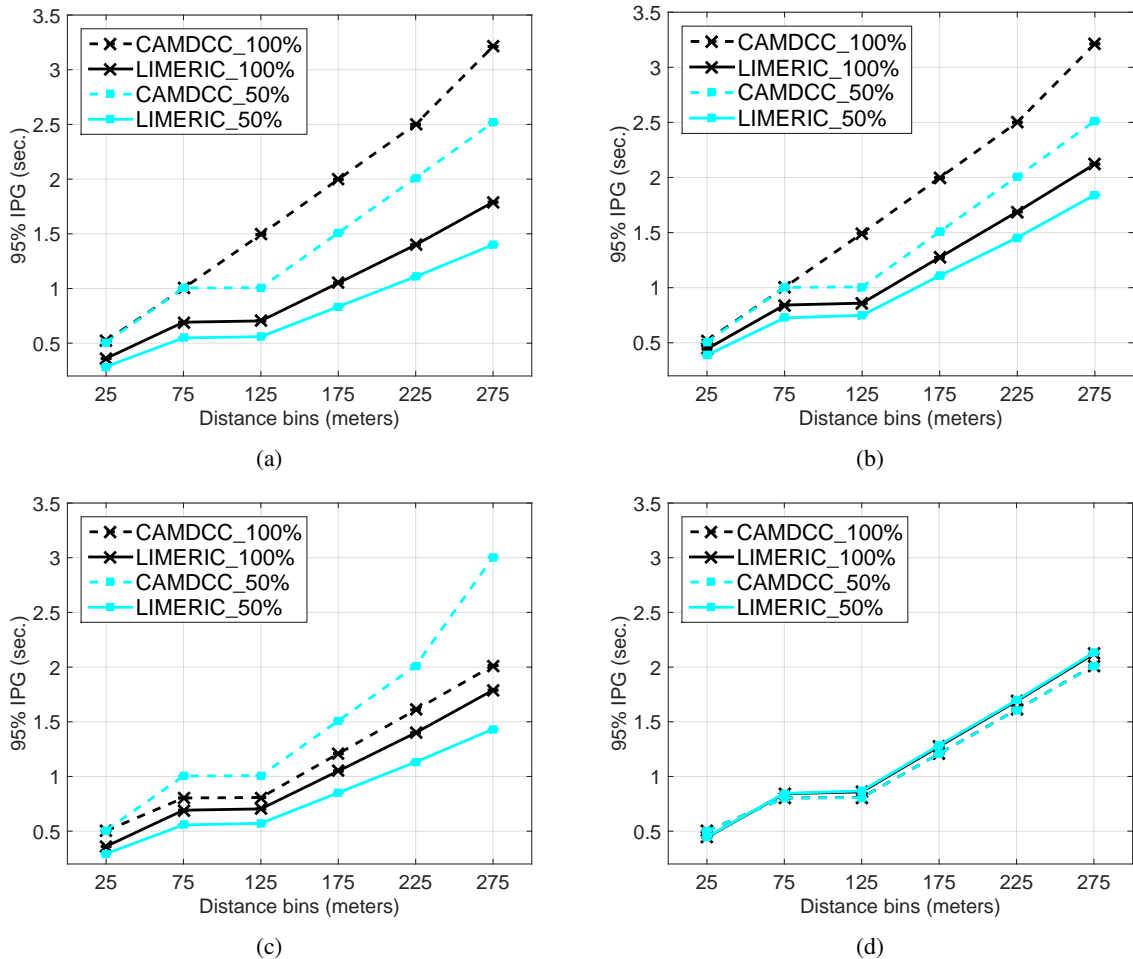 3.5
3
2.5
2
1.5
1
0.5
95% IPG (sec.)
CAMDCC_100%
LIMERIC_100%
CAMDCC_50%
LIMERIC_50%
25 75 125 175 225 275
Distance bins (meters)
(a)
3.5
3
2.5
2
1.5
1
0.5
95% IPG (sec.)
CAMDCC_100%
LIMERIC_100%
CAMDCC_50%
LIMERIC_50%
25 75 125 175 225 275
Distance bins (meters)
(b)
3.5
3
2.5
2
1.5
1
0.5
95% IPG (sec.)
CAMDCC_100%
LIMERIC_100%
CAMDCC_50%
LIMERIC_50%
25 75 125 175 225 275
Distance bins (meters)
(c)
3.5
3
2.5
2
1.5
1
0.5
95% IPG (sec.)
CAMDCC_100%
LIMERIC_100%
CAMDCC_50%
LIMERIC_50%
25 75 125 175 225 275
Distance bins (meters)
(d)